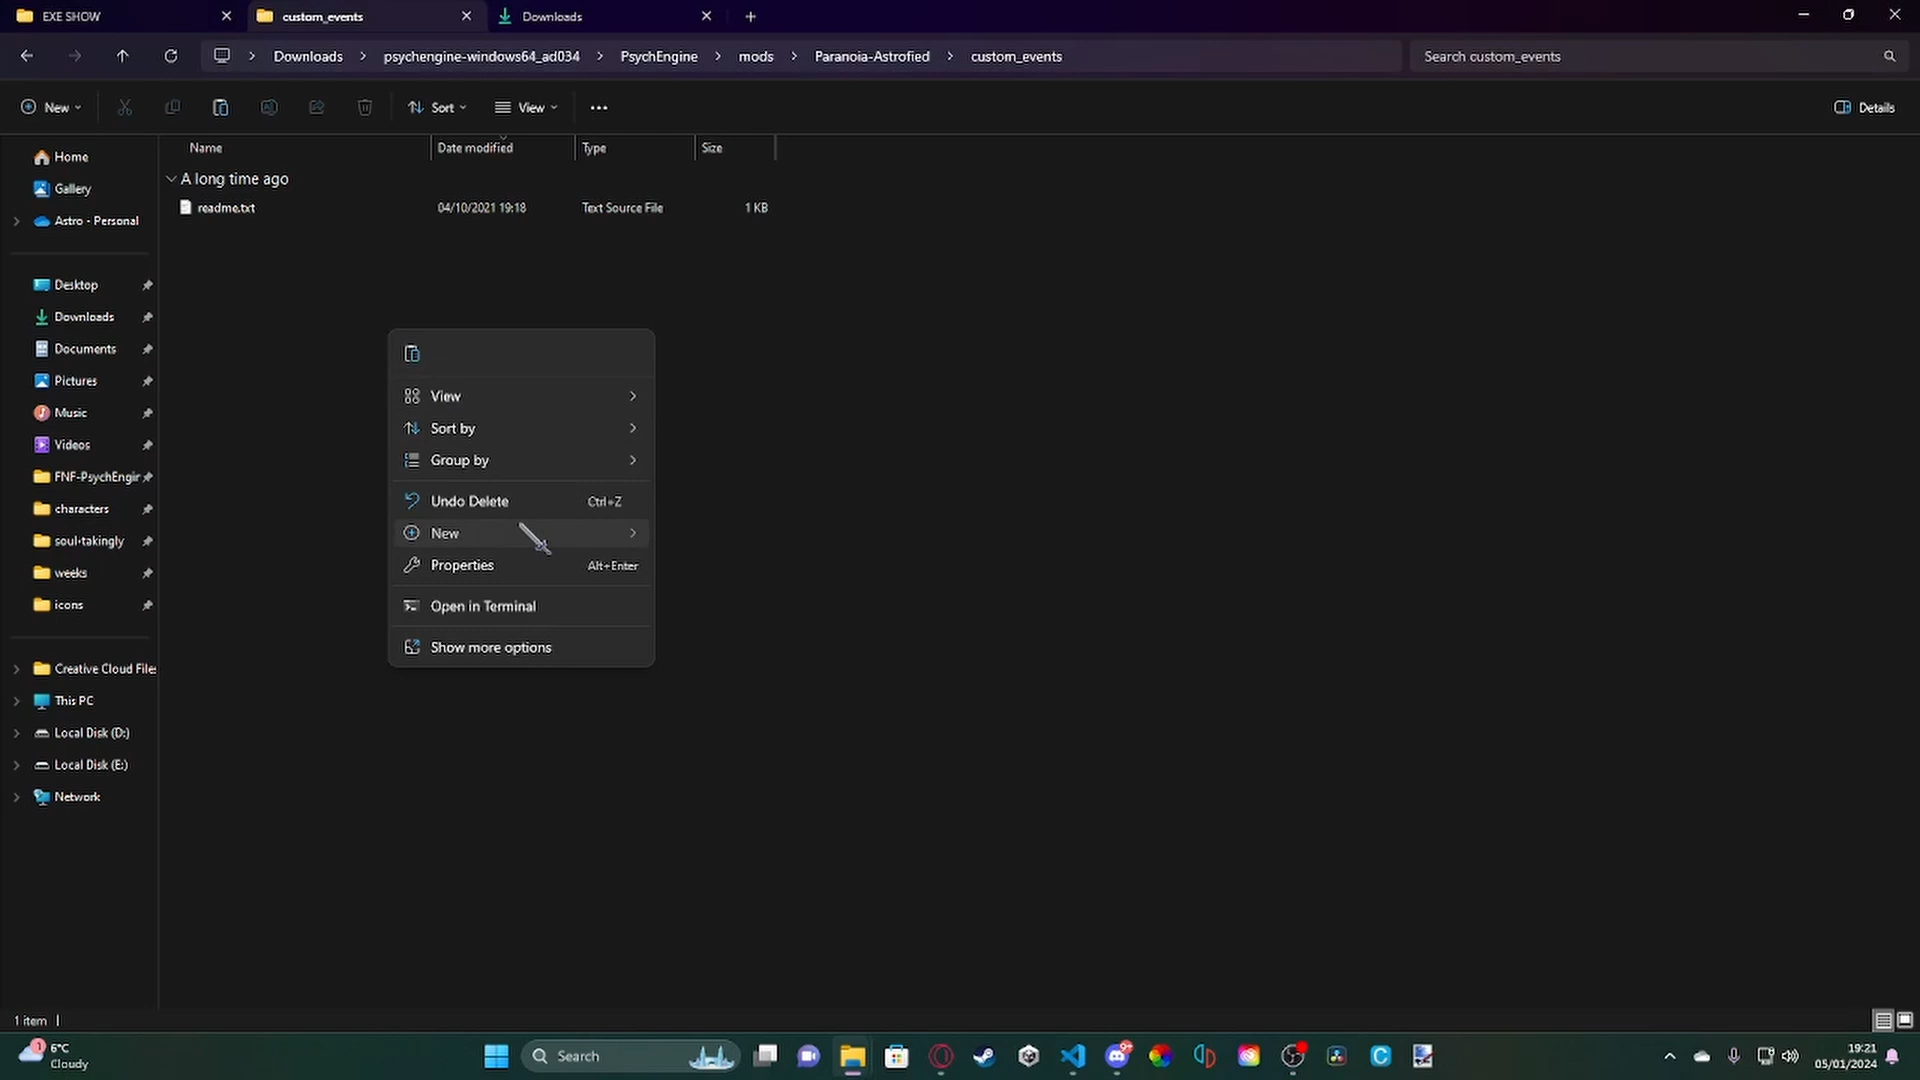 EXE SHOW
custom_events
Downloads
Downloads > psychengine-windows64_ad034 > PsychEngine > mods > Paranoia-Astrofied > custom_events
Search custom_events
New
Sort
View
Details
Name
Date modified
Type
Size
A long time ago
readme.txt
04/10/2021 19:18
Text Source File
1 KB
Home
Gallery
Astro - Personal
Desktop
Downloads
Documents
Pictures
Music
Videos
FNF-PsychEngir
characters
soul•takingly
weeks
icons
Creative Cloud Files
This PC
Local Disk (D:)
Local Disk (E:)
Network
View
Sort by
Group by
Undo Delete Ctrl+Z
New
Properties Alt+Enter
Open in Terminal
Show more options
1 item
1
6°C
Cloudy
Search
9+
19:21
05/01/2024